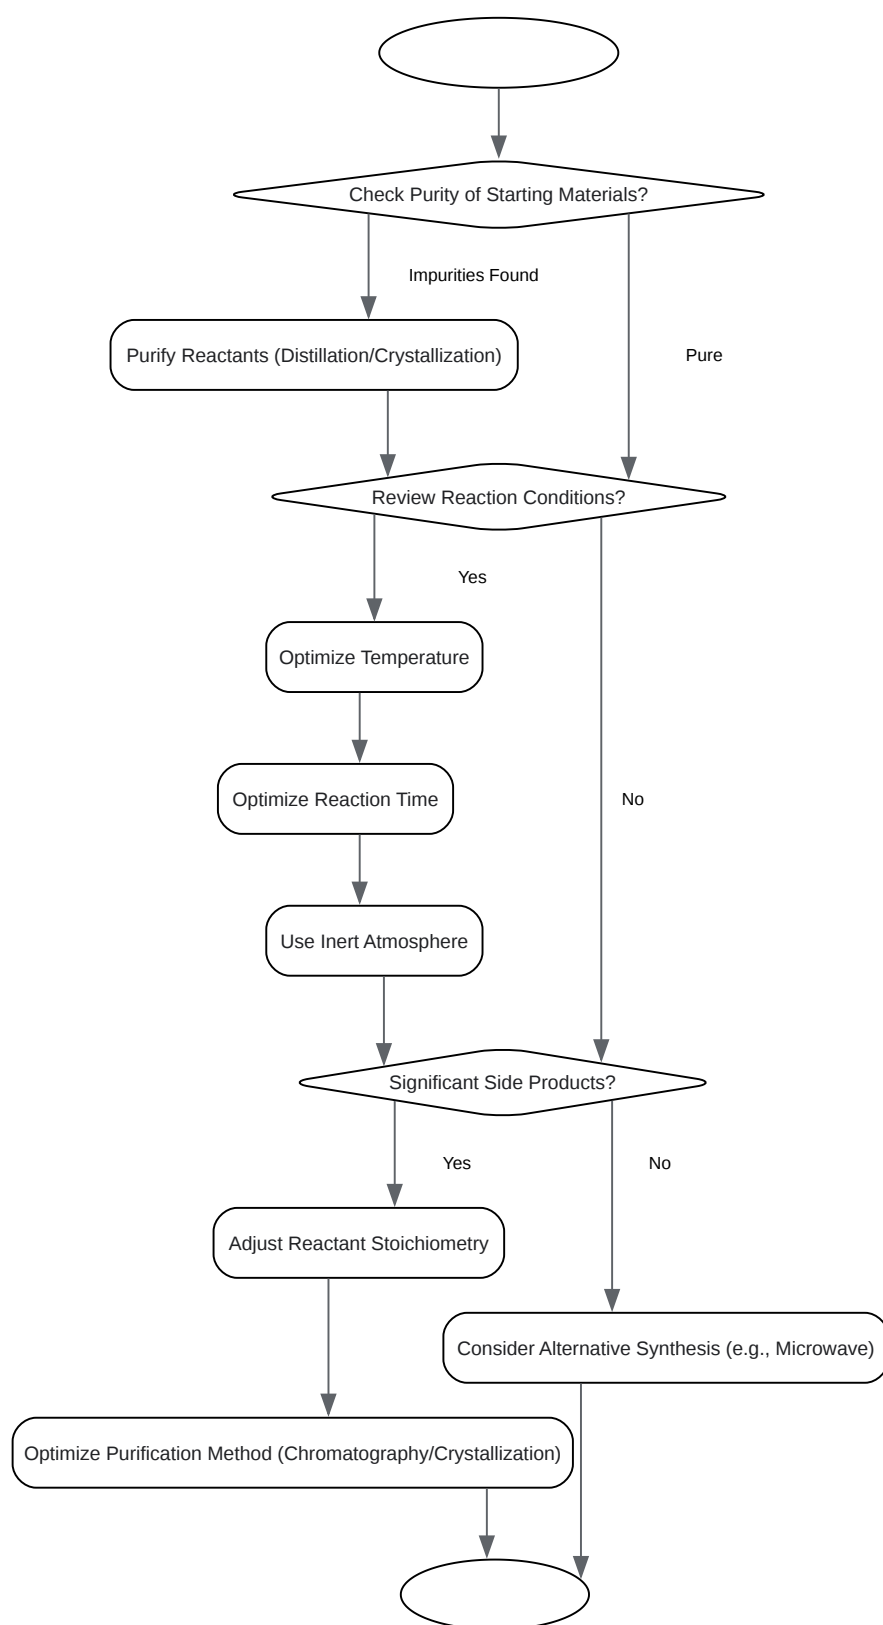 Check Purity of Starting Materials?
Impurities Found
Purify Reactants (Distillation/Crystallization)
Pure
Review Reaction Conditions?
Yes
Optimize Temperature
Optimize Reaction Time
No
Use Inert Atmosphere
Significant Side Products?
Yes
No
Adjust Reactant Stoichiometry
Consider Alternative Synthesis (e.g., Microwave)
Optimize Purification Method (Chromatography/Crystallization)